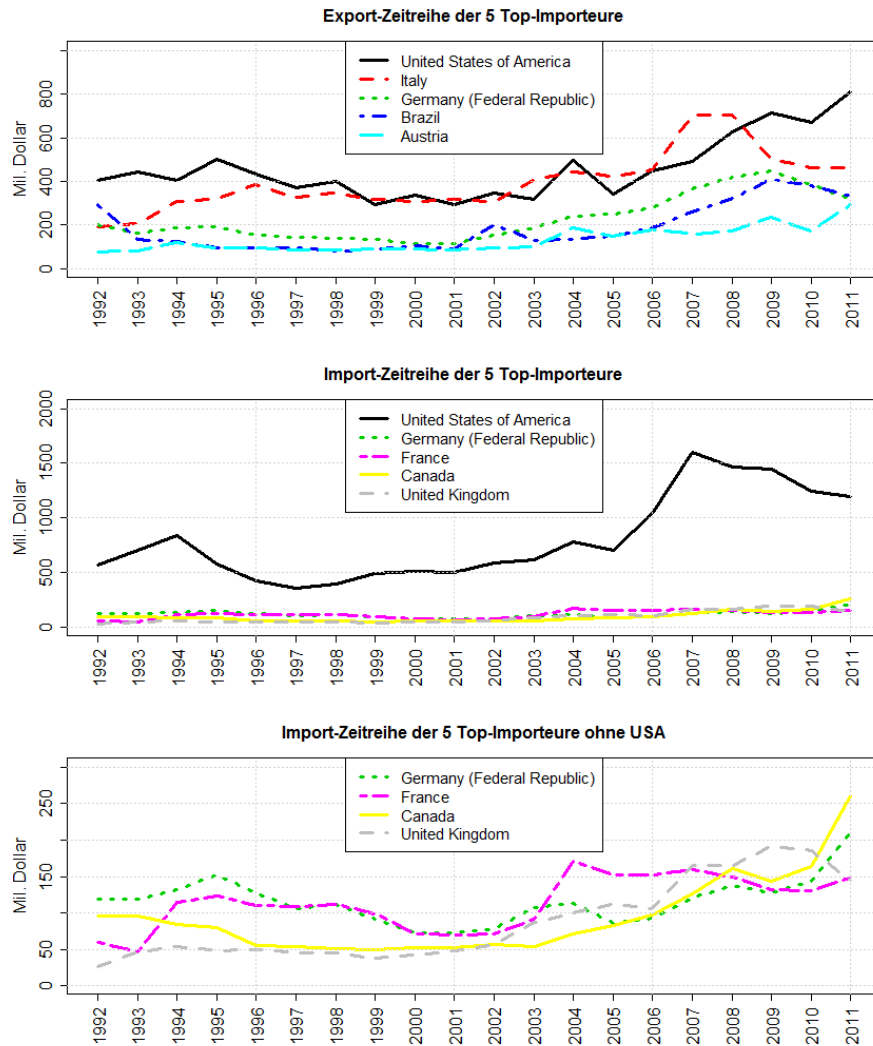 Export-Zeitreihe der 5 Top-Importeure
Mil. Dollar
800
600
400
200
0
United States of America
Italy
Germany (Federal Republic)
Brazil
Austria
1992 1993 1994 1995 1996 1997 1998 1999 2000 2001 2002 2003 2004 2005 2006 2007 2008 2009 2010 2011
Import-Zeitreihe der 5 Top-Importeure
Mil. Dollar
2000
1500
1000
500
0
United States of America
Germany (Federal Republic)
France
Canada
United Kingdom
1992 1993 1994 1995 1996 1997 1998 1999 2000 2001 2002 2003 2004 2005 2006 2007 2008 2009 2010 2011
Import-Zeitreihe der 5 Top-Importeure ohne USA
Mil. Dollar
250
150
50
0
Germany (Federal Republic)
France
Canada
United Kingdom
1992 1993 1994 1995 1996 1997 1998 1999 2000 2001 2002 2003 2004 2005 2006 2007 2008 2009 2010 2011